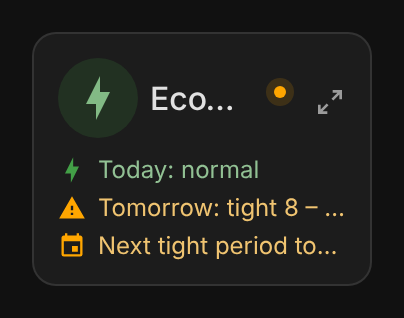 Eco...
Today: normal
Tomorrow: tight 8 – ...
Next tight period to...